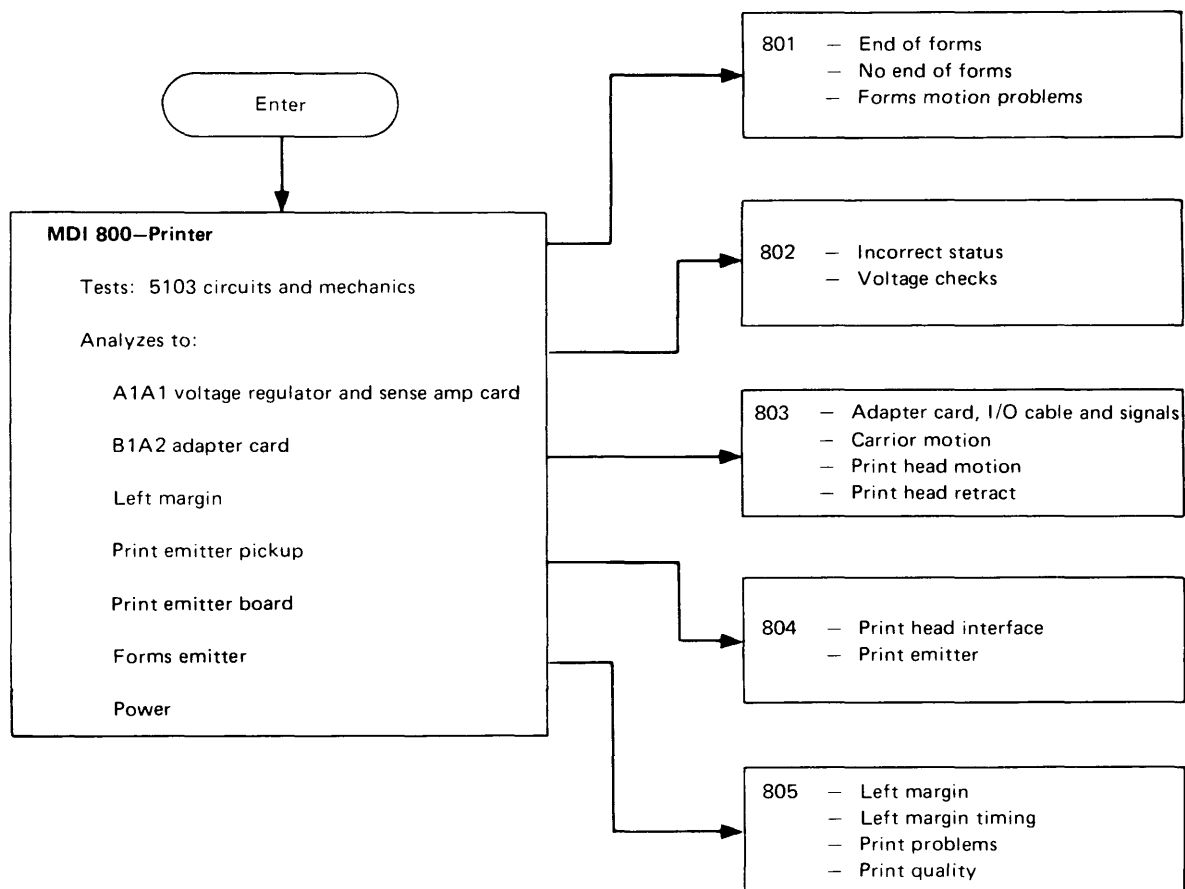 Enter
MDI 800—Printer
Tests: 5103 circuits and mechanics
Analyzes to:
A1A1 voltage regulator and sense amp card
B1A2 adapter card
Left margin
Print emitter pickup
Print emitter board
Forms emitter
Power
801 — End of forms
— No end of forms
— Forms motion problems
802 — Incorrect status
— Voltage checks
803 — Adapter card, I/O cable and signals
— Carrior motion
— Print head motion
— Print head retract
804 — Print head interface
— Print emitter
805 — Left margin
— Left margin timing
— Print problems
— Print quality